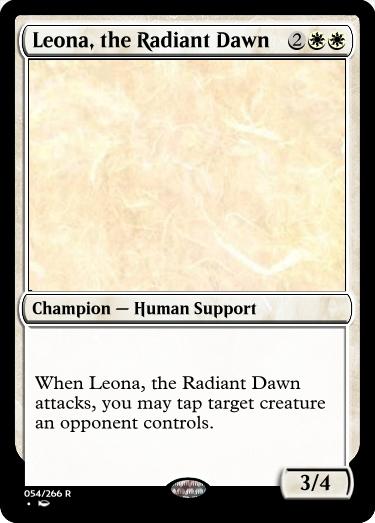 Leona, the Radiant Dawn 2
Champion — Human Support
When Leona, the Radiant Dawn
attacks, you may tap target creature
an opponent controls.
3/4
054/266 R